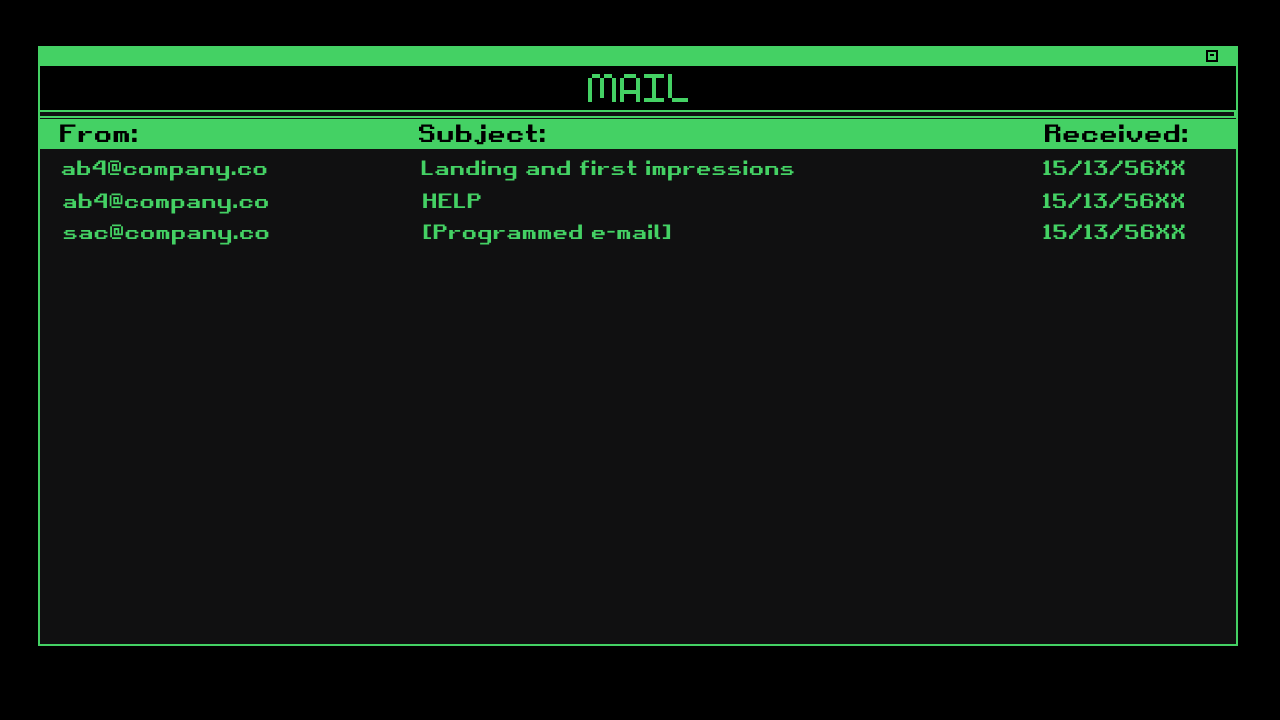 MAIL
From: Subject: Received:
ab4@company.co Landing and first impressions 15/13/56XX
ab4@company.co HELP 15/13/56XX
sac@company.co [Programmed e-mail] 15/13/56XX